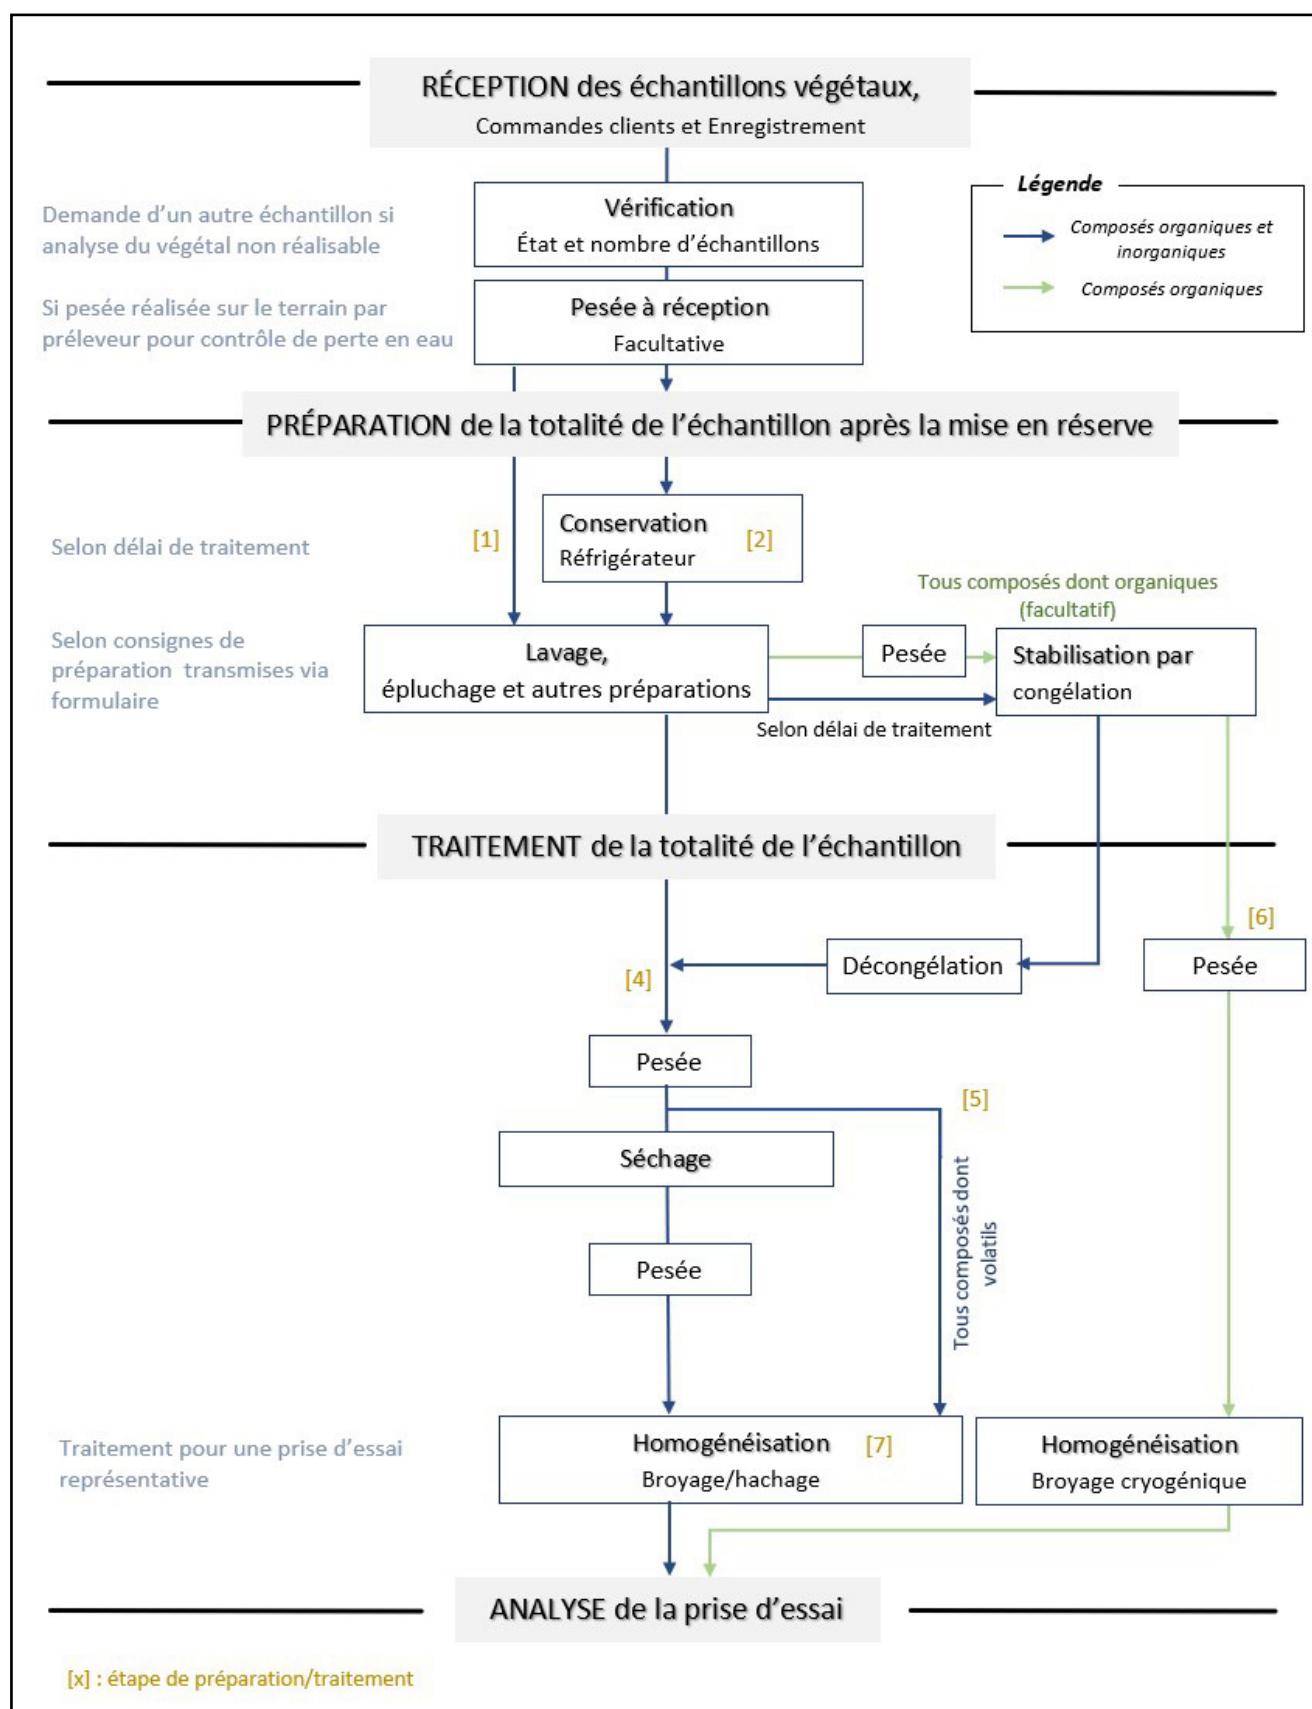 RÉCEPTION des échantillons végétaux,
Commandes clients et Enregistrement
Légende
Composés organiques et
inorganiques
Composés organiques
Demande d'un autre échantillon si
analyse du végétal non réalisable
Vérification
État et nombre d'échantillons
Si pesée réalisée sur le terrain par
préleveur pour contrôle de perte en eau
Pesée à réception
Facultative
PRÉPARATION de la totalité de l'échantillon après la mise en réserve
Selon délai de traitement
[1]
Conservation
Réfrigérateur
[2]
Tous composés dont organiques
(facultatif)
Selon consignes de
préparation transmises via
formulaire
Lavage,
épluchage et autres préparations
Pesée
Stabilisation par
congélation
Selon délai de traitement
TRAITEMENT de la totalité de l'échantillon
[6]
Décongélation
Pesée
[4]
Pesée
[5]
Séchage
Tous composés dont
volatils
Pesée
Traitement pour une prise d'essai
représentative
Homogénéisation
[7]
Broyage/hachage
Homogénéisation
Broyage cryogénique
ANALYSE de la prise d'essai
[x] : étape de préparation/traitement